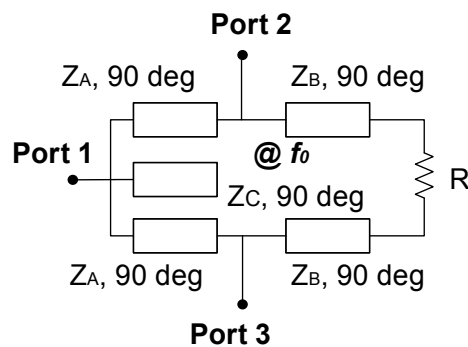 Port 2
ZA, 90 deg
ZB, 90 deg
Port 1
@ f0
R
ZC, 90 deg
ZA, 90 deg
ZB, 90 deg
Port 3